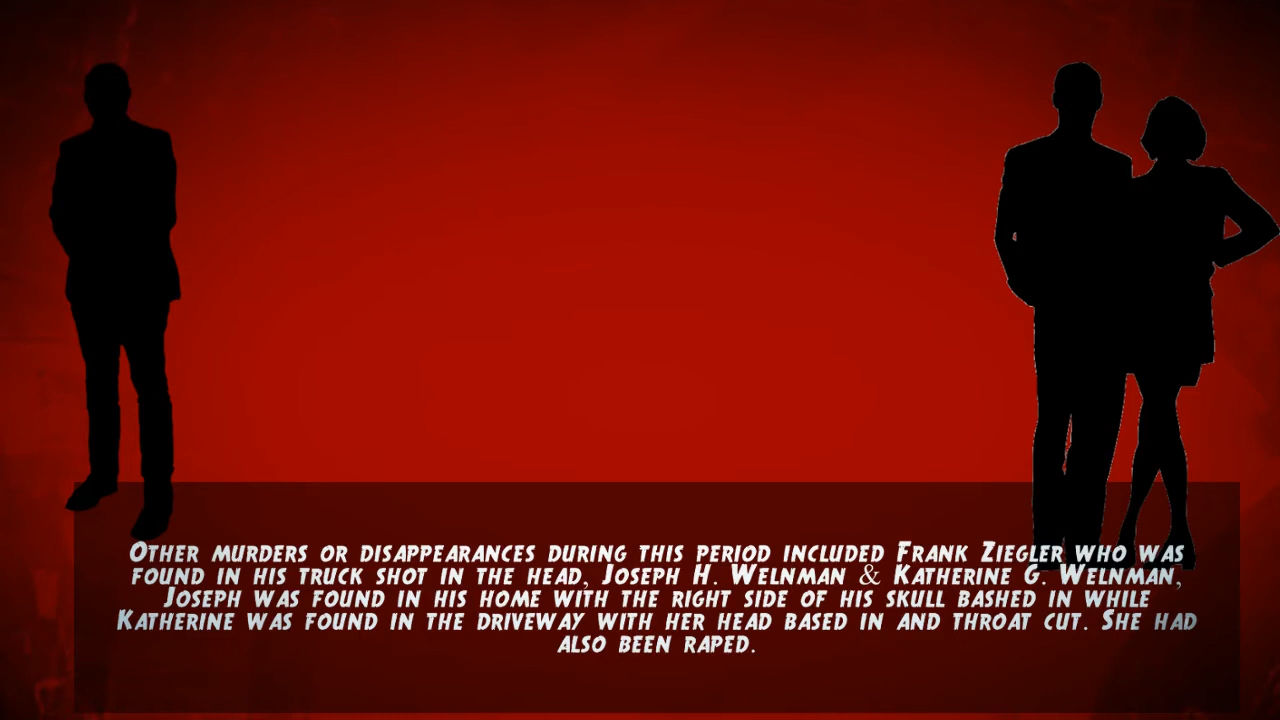 Other murders or disappearances during this period included Frank Ziegler who was
found in his truck shot in the head, Joseph H. Welnman & Katherine G. Welnman,
Joseph was found in his home with the right side of his skull bashed in while
Katherine was found in the driveway with her head based in and throat cut. She had
also been raped.